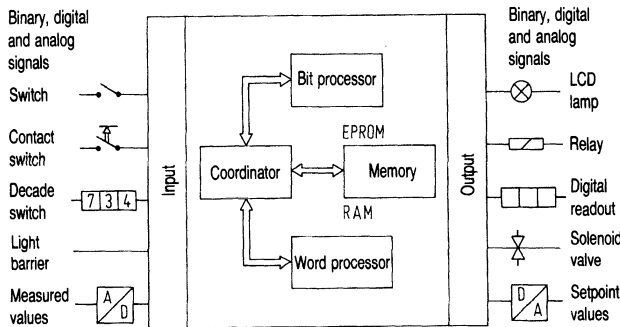 Binary, digital
and analog
signals
Switch
Contact
switch
Decade
switch
7 3 4
Light
barrier
Measured
values
A
D
Input
Bit processor
EPROM
Coordinator
Memory
RAM
Word processor
Output
Binary, digital
and analog
signals
LCD
lamp
Relay
Digital
readout
Solenoid
valve
D
A
Setpoint
values